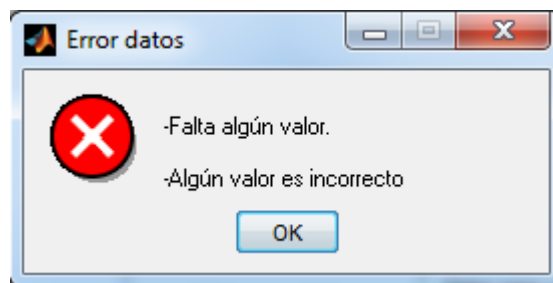 Error datos
-Falta algún valor.
-Algún valor es incorrecto
OK